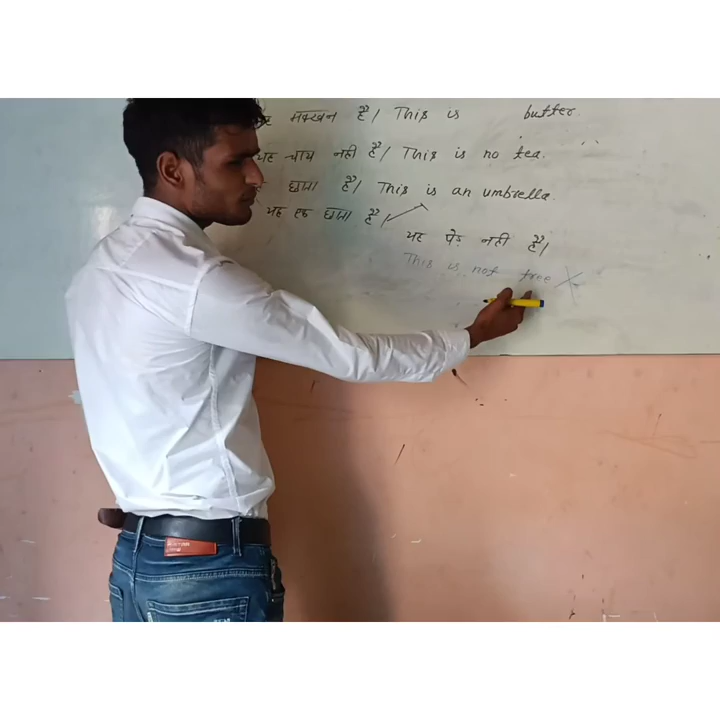 मक्खन है/ This is butter.
यह चाय नही है/ This is no tea.
छाता है/ This is an umbrella.
यह एक छाता है/
यह पेड नही है/
This is not tree X